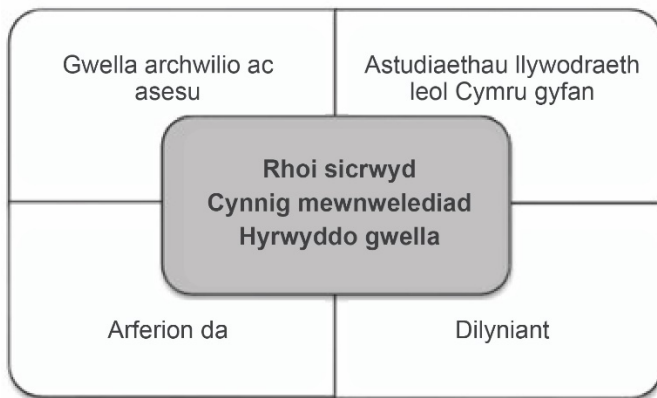 Gwella archwilio ac
asesu
Astudiaethau llywodraeth
leol Cymru gyfan
Rhoi sicrwyd
Cynnig mewnwelediad
Hyrwyddo gwella
Arferion da
Dilyniant